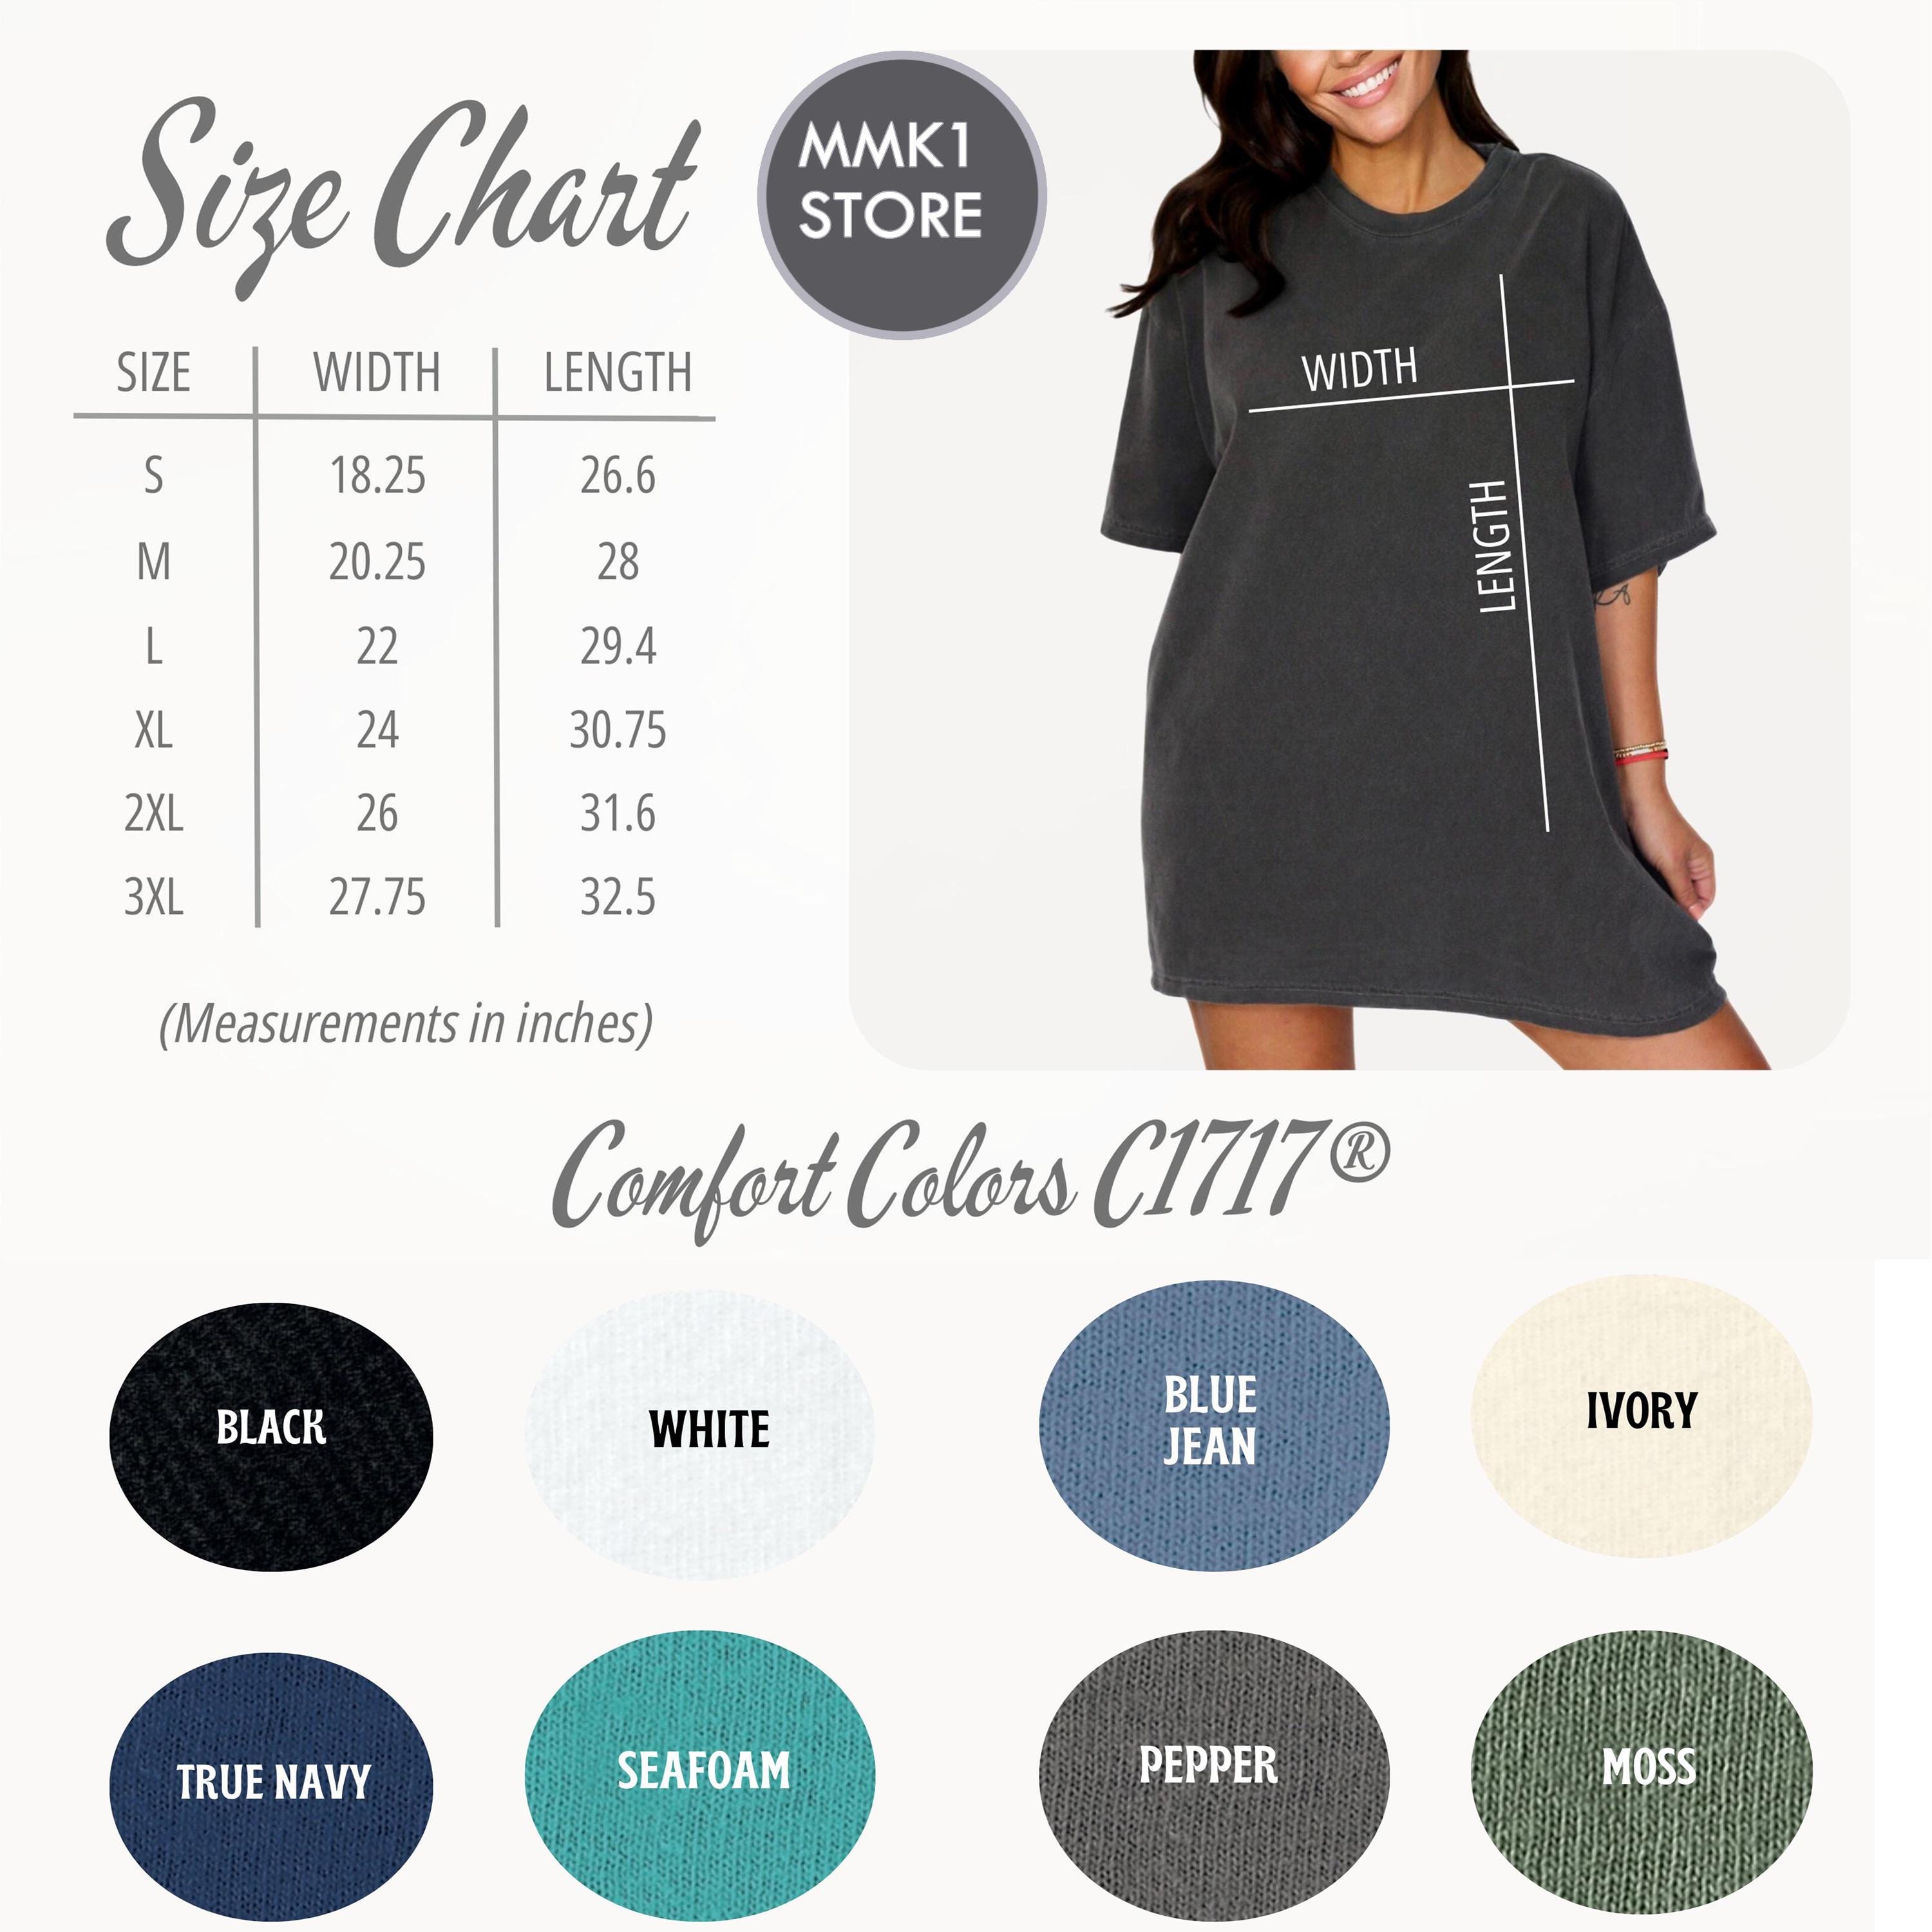 Size Chart
MMK1
STORE
SIZE WIDTH LENGTH
S 18.25 26.6
M 20.25 28
L 22 29.4
XL 24 30.75
2XL 26 31.6
3XL 27.75 32.5
(Measurements in inches)
WIDTH
LENGTH
Comfort Colors C1717®
BLACK
WHITE
BLUE
JEAN
IVORY
TRUE NAVY
SEAFOAM
PEPPER
MOSS